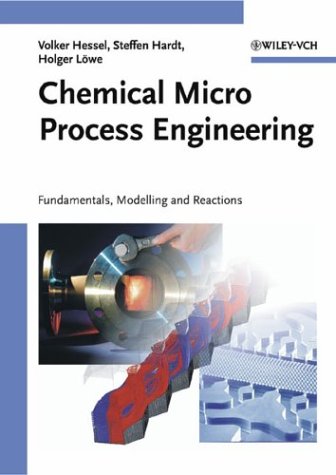 Volker Hessel, Steffen Hardt,
Holger Löwe
WILEY-VCH
Chemical Micro
Process Engineering
Fundamentals, Modelling and Reactions